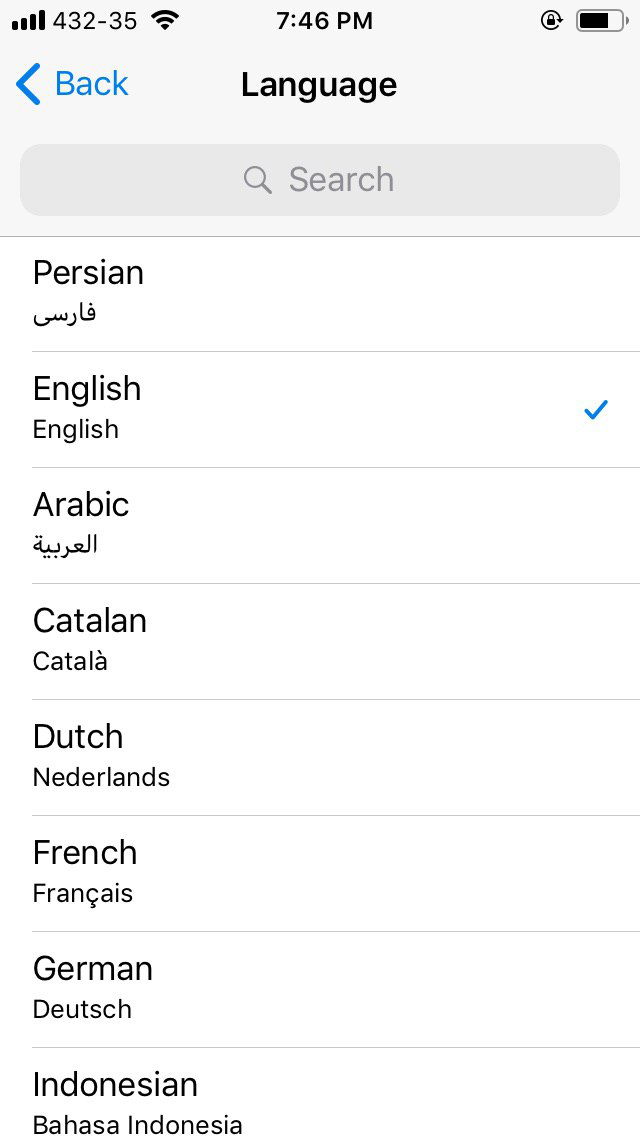 432-35 7:46 PM
Back Language
Search
Persian
فارسی
English
English
Arabic
العربية
Catalan
Català
Dutch
Nederlands
French
Français
German
Deutsch
Indonesian
Bahasa Indonesia